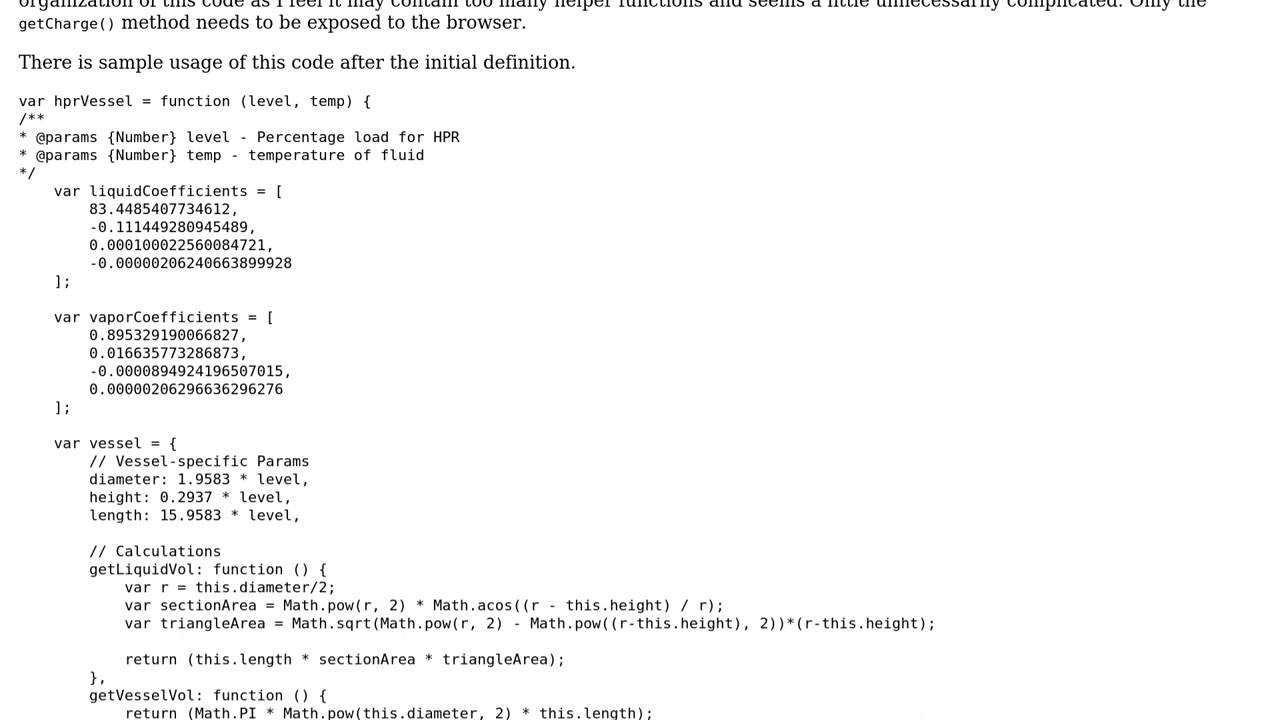 organization of this code as I feel it may contain too many helper functions and seems a little unnecessarily complicated. Only the
getCharge() method needs to be exposed to the browser.
There is sample usage of this code after the initial definition.
var hprVessel = function (level, temp) {
/**
* @params {Number} level - Percentage load for HPR
* @params {Number} temp - temperature of fluid
*/
    var liquidCoefficients = [
        83.4485407734612,
        -0.111449280945489,
        0.000100022560084721,
        -0.00000206240663899928
    ];
    var vaporCoefficients = [
        0.895329190066827,
        0.016635773286873,
        -0.0000894924196507015,
        0.00000206296636296276
    ];
    var vessel = {
        // Vessel-specific Params
        diameter: 1.9583 * level,
        height: 0.2937 * level,
        length: 15.9583 * level,
        // Calculations
        getLiquidVol: function () {
            var r = this.diameter/2;
            var sectionArea = Math.pow(r, 2) * Math.acos((r - this.height) / r);
            var triangleArea = Math.sqrt(Math.pow(r, 2) - Math.pow((r-this.height), 2))*(r-this.height);
            return (this.length * sectionArea * triangleArea);
        },
        getVesselVol: function () {
            return (Math.PI * Math.pow(this.diameter, 2) * this.length);